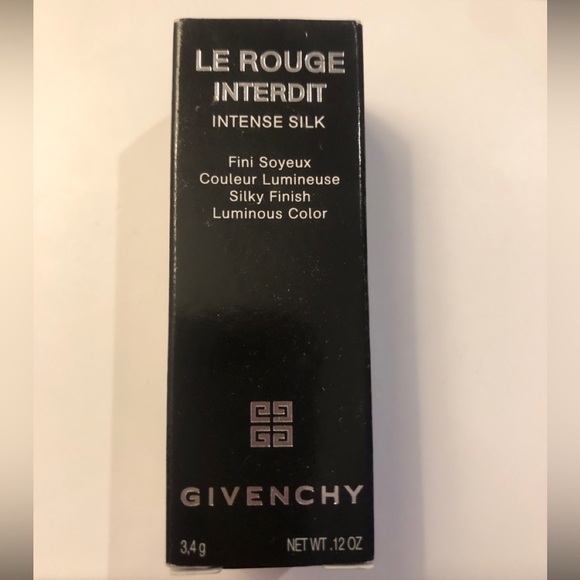 LE ROUGE
INTERDIT
INTENSE SILK
Fini Soyeux
Couleur Lumineuse
Silky Finish
Luminous Color
GIVENCHY
3,4 g NET WT .12 OZ